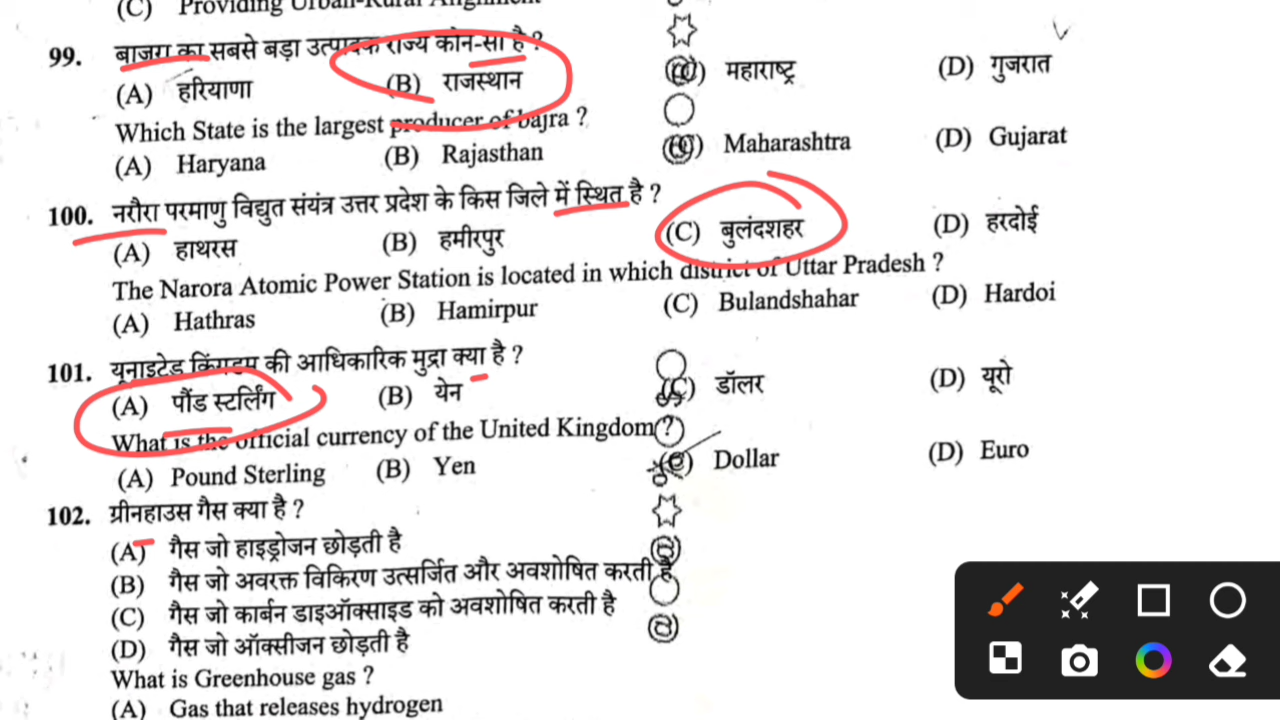 (C) Providing Urban-Rural Alignment
99. बाजरा का सबसे बड़ा उत्पादक राज्य कौन-सा है ?
(A) हरियाणा (B) राजस्थान (C) महाराष्ट्र (D) गुजरात
Which State is the largest producer of bajra ?
(A) Haryana (B) Rajasthan (C) Maharashtra (D) Gujarat
100. नरौरा परमाणु विद्युत संयंत्र उत्तर प्रदेश के किस जिले में स्थित है ?
(A) हाथरस (B) हमीरपुर (C) बुलंदशहर (D) हरदोई
The Narora Atomic Power Station is located in which district of Uttar Pradesh ?
(A) Hathras (B) Hamirpur (C) Bulandshahar (D) Hardoi
101. यूनाइटेड किंगडम की आधिकारिक मुद्रा क्या है ?
(A) पौंड स्टर्लिंग (B) येन (C) डॉलर (D) यूरो
What is the official currency of the United Kingdom ?
(A) Pound Sterling (B) Yen (C) Dollar (D) Euro
102. ग्रीनहाउस गैस क्या है ?
(A) गैस जो हाइड्रोजन छोड़ती है
(B) गैस जो अवरक्त विकिरण उत्सर्जित और अवशोषित करती है
(C) गैस जो कार्बन डाइऑक्साइड को अवशोषित करती है
(D) गैस जो ऑक्सीजन छोड़ती है
What is Greenhouse gas ?
(A) Gas that releases hydrogen